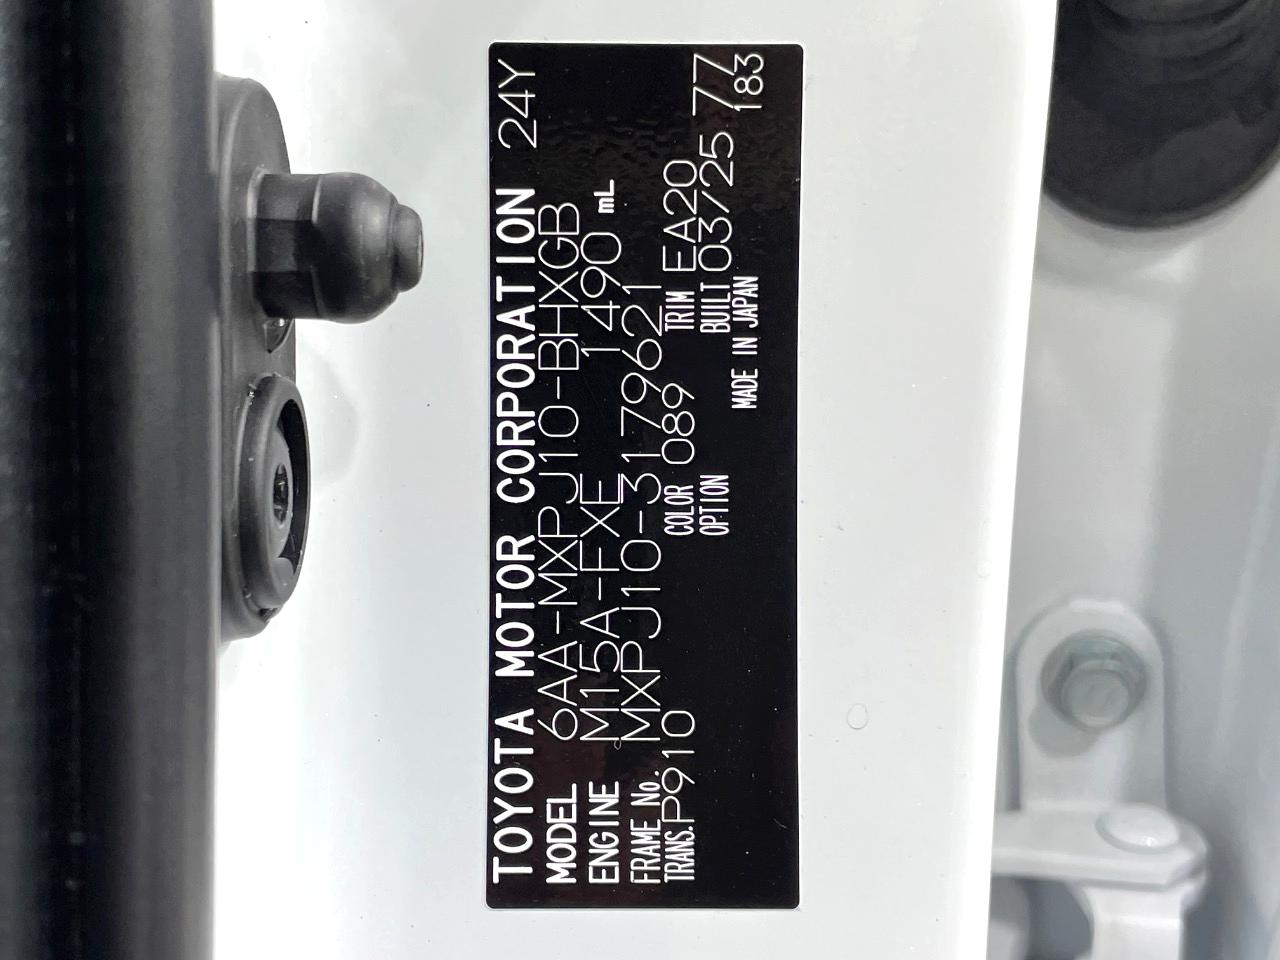 TOYOTA MOTOR CORPORATION 24Y
MODEL 6AA-MXPJ10-BHXGB
ENGINE M15A-FXE 1490 mL
FRAME No. MXPJ10-3179621
TRANS. P910 COLOR 089 TRIM EA20
OPTION BUILT 03/25 77
MADE IN JAPAN 183